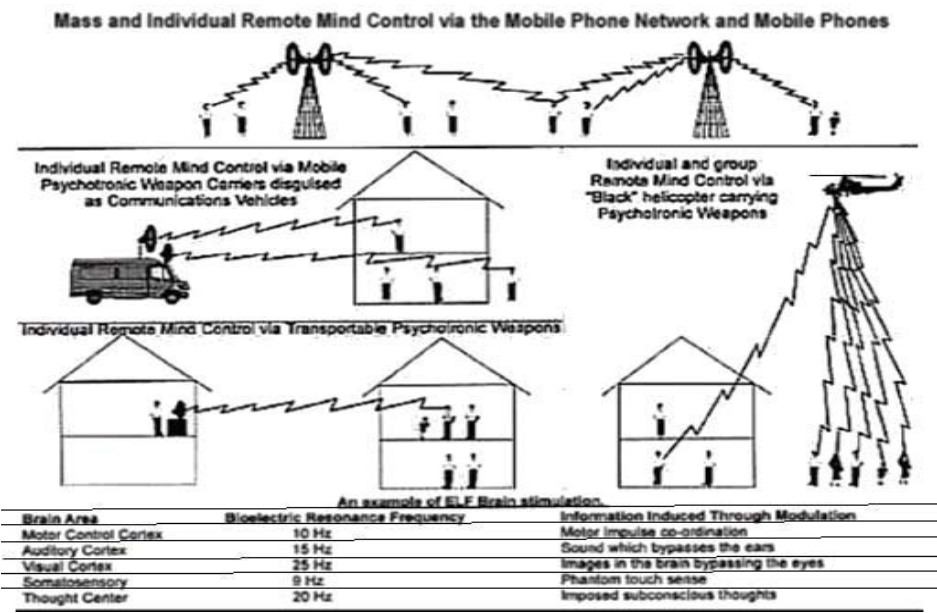 Mass and Individual Remote Mind Control via the Mobile Phone Network and Mobile Phones
Individual Remote Mind Control via Mobile
Psychotronic Weapon Carriers disguised
as Communications Vehicles
Individual and group
Remote Mind Control via
"Black" helicopter carrying
Psychotronic Weapons
Individual Remote Mind Control via Transportable Psychotronic Weapons
An example of ELF Brain stimulation.
Brain Area Bioelectric Resonance Frequency Information Induced Through Modulation
Motor Control Cortex 10 Hz Motor impulse co-ordination
Auditory Cortex 15 Hz Sound which bypasses the ears
Visual Cortex 25 Hz Images in the brain bypassing the eyes
Somatosensory 9 Hz Phantom touch sense
Thought Center 20 Hz Imposed subconscious thoughts